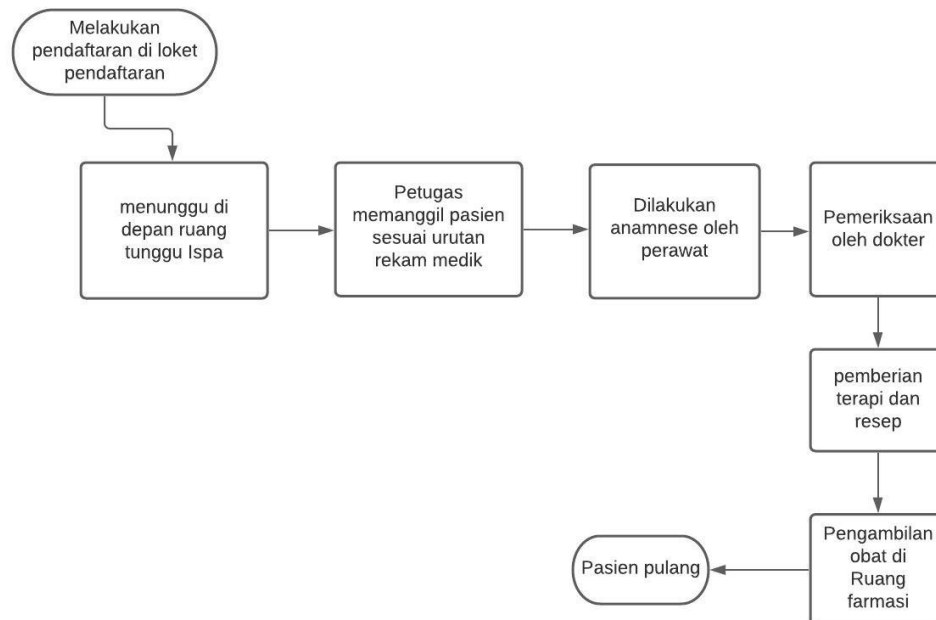 Melakukan
pendaftaran di loket
pendaftaran
menunggu di
depan ruang
tunggu Ispa
Petugas
memanggil pasien
sesuai urutan
rekam medik
Dilakukan
anamnese oleh
perawat
Pemeriksaan
oleh dokter
pemberian
terapi dan
resep
Pengambilan
obat di
Ruang
farmasi
Pasien pulang